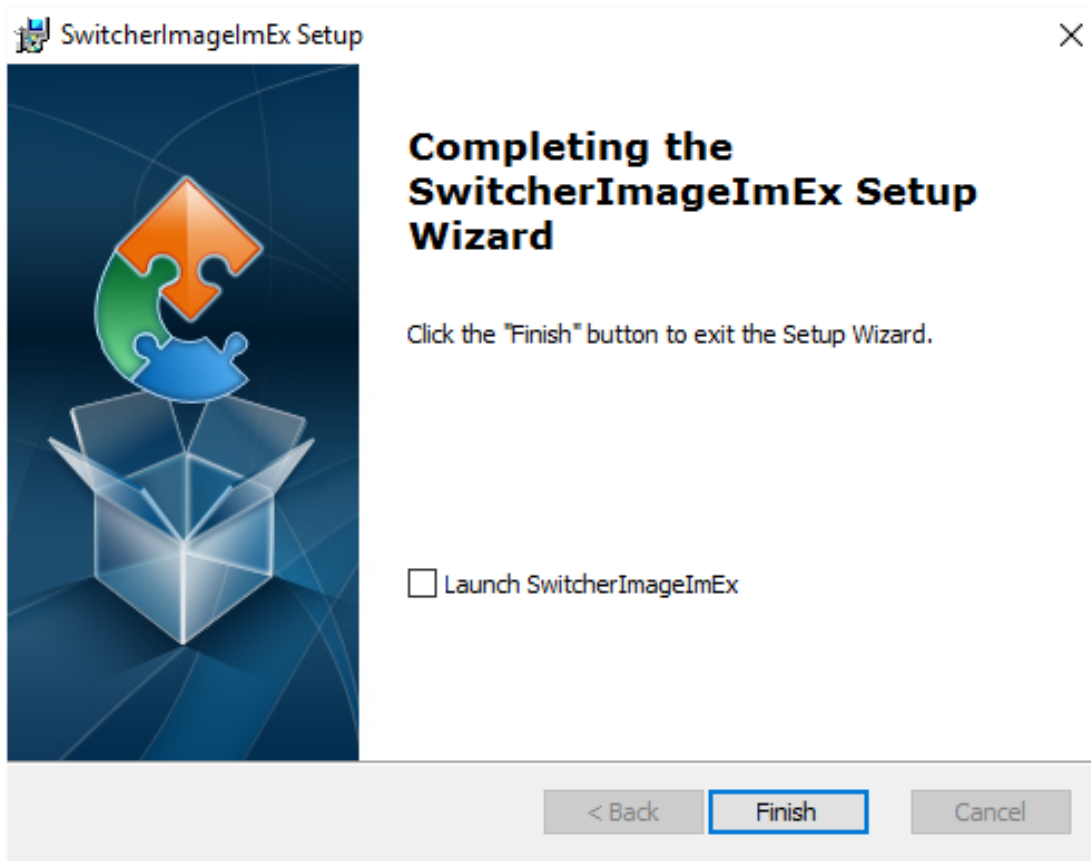 SwitcherImageImEx Setup
Completing the
SwitcherImageImEx Setup
Wizard
Click the "Finish" button to exit the Setup Wizard.
Launch SwitcherImageImEx
< Back
Finish
Cancel